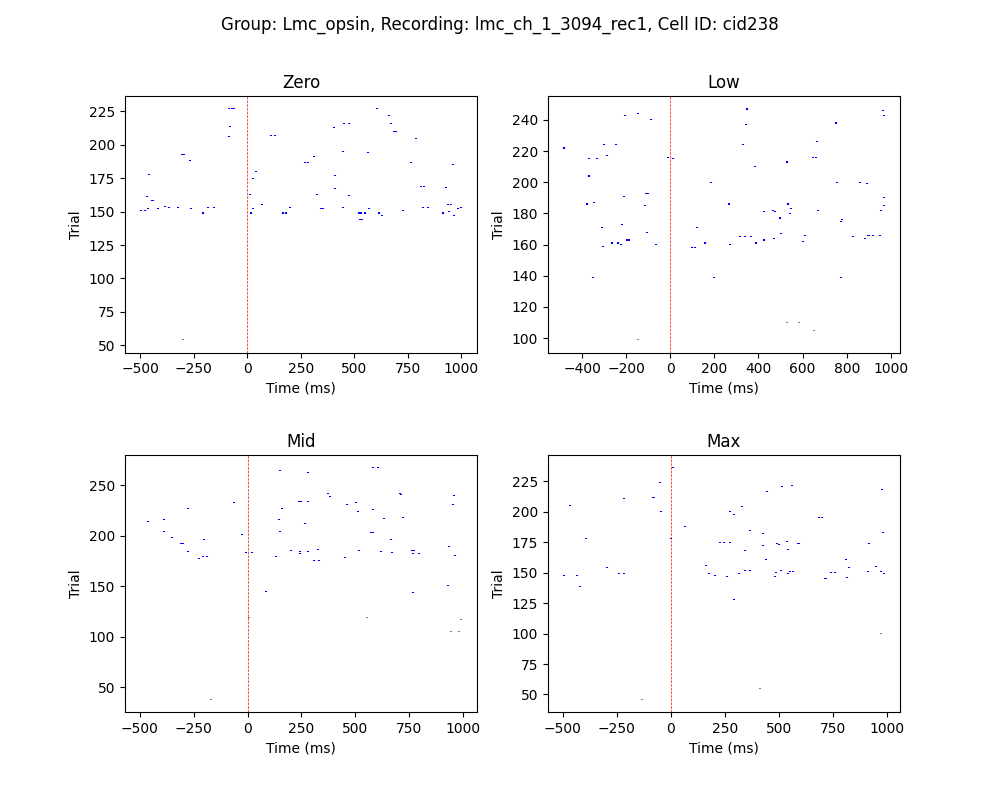 Group: Lmc_opsin, Recording: lmc_ch_1_3094_rec1, Cell ID: cid238
Zero
Low
225
200
175
150
125
100
75
50
Trial
−500 −250 0 250 500 750 1000
Time (ms)
240
220
200
180
160
140
120
100
Trial
−400 −200 0 200 400 600 800 1000
Time (ms)
Mid
Max
250
200
150
100
50
Trial
−500 −250 0 250 500 750 1000
Time (ms)
225
200
175
150
125
100
75
50
Trial
−500 −250 0 250 500 750 1000
Time (ms)